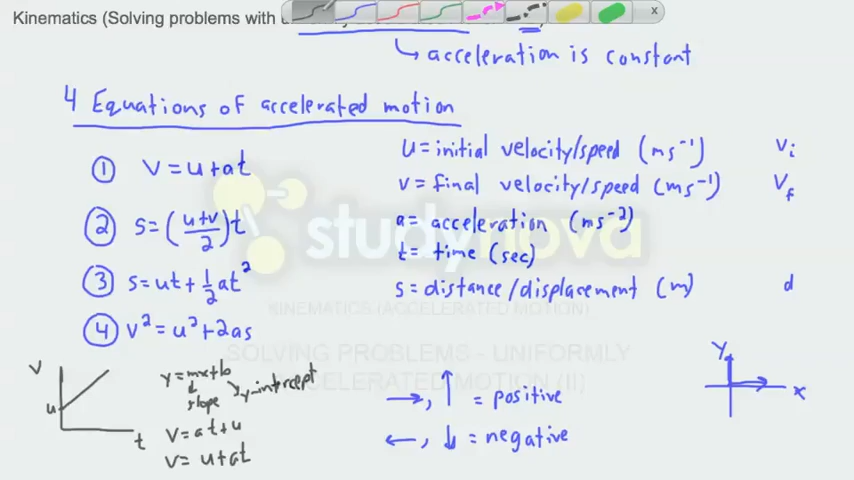 Kinematics (Solving problems with
x
acceleration is constant
4 Equations of accelerated motion
① v = u + at
② s = (u+v/2)t
③ s = ut + 1/2 at²
④ v² = u² + 2as
u = initial velocity/speed (ms⁻¹) Vi
v = final velocity/speed (ms⁻¹) Vf
a = acceleration (ms⁻²)
t = time (sec)
s = distance/displacement (m) d
studynova
KINEMATICS (ACCELERATED MOTION)
SOLVING PROBLEMS - UNIFORMLY
ACCELERATED MOTION (II)
V
u
t
y = mx + b
slope
y-intercept
V = at + u
V = u + at
→, ↑ = positive
←, ↓ = negative
y
x